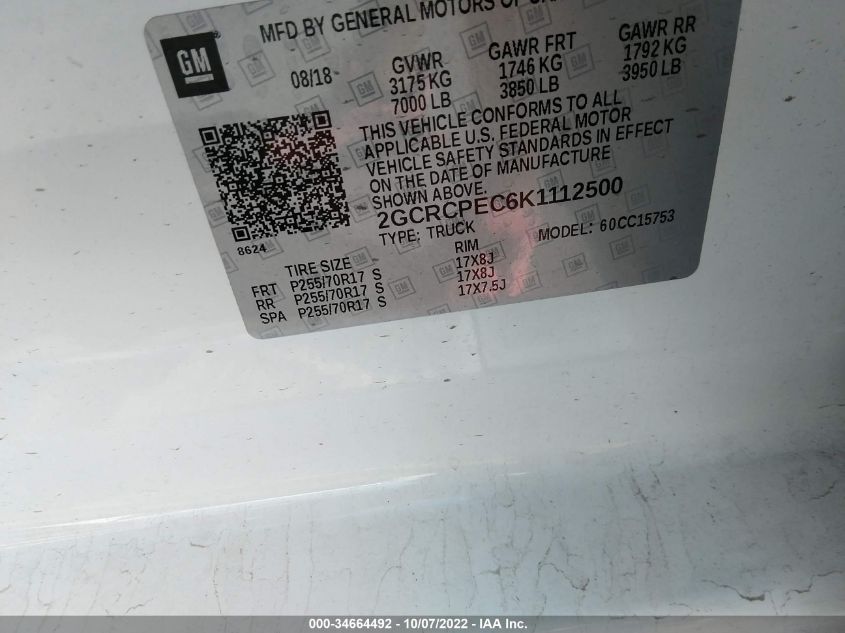 MFD BY GENERAL MOTORS OF
GM
08/18
GVWR
3175 KG
7000 LB
GAWR FRT
1746 KG
3850 LB
GAWR RR
1792 KG
3950 LB
THIS VEHICLE CONFORMS TO ALL
APPLICABLE U.S. FEDERAL MOTOR
VEHICLE SAFETY STANDARDS IN EFFECT
ON THE DATE OF MANUFACTURE
SHOWN ABOVE.
2GCRCPEC6K1112500
8624
TYPE: TRUCK
MODEL: 60CC15753
TIRE SIZE RIM
FRT P255/70R17 S 17X8J
RR P255/70R17 S 17X8J
SPA P255/70R17 S 17X7.5J
000-34664492 - 10/07/2022 - IAA Inc.